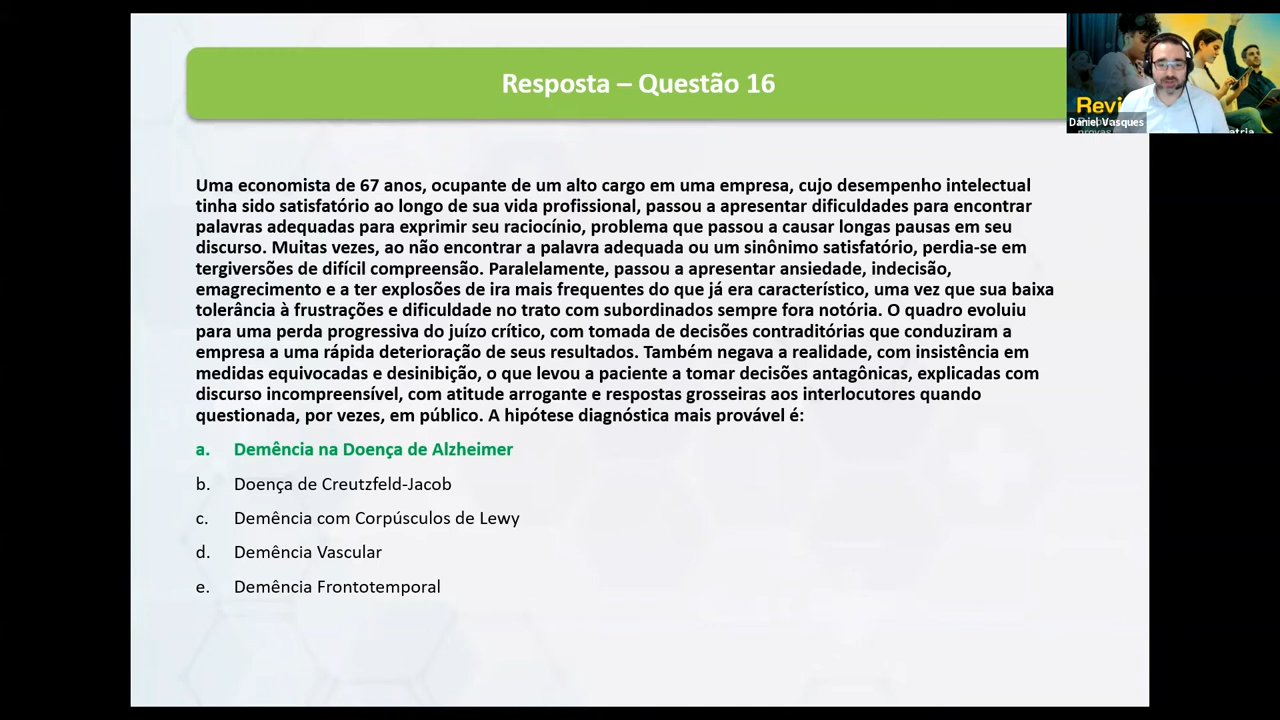 Resposta – Questão 16
Revi
Daniel Vasques
provas
atria
Uma economista de 67 anos, ocupante de um alto cargo em uma empresa, cujo desempenho intelectual
tinha sido satisfatório ao longo de sua vida profissional, passou a apresentar dificuldades para encontrar
palavras adequadas para exprimir seu raciocínio, problema que passou a causar longas pausas em seu
discurso. Muitas vezes, ao não encontrar a palavra adequada ou um sinônimo satisfatório, perdia-se em
tergiversões de difícil compreensão. Paralelamente, passou a apresentar ansiedade, indecisão,
emagrecimento e a ter explosões de ira mais frequentes do que já era característico, uma vez que sua baixa
tolerância à frustrações e dificuldade no trato com subordinados sempre fora notória. O quadro evoluiu
para uma perda progressiva do juízo crítico, com tomada de decisões contraditórias que conduziram a
empresa a uma rápida deterioração de seus resultados. Também negava a realidade, com insistência em
medidas equivocadas e desinibição, o que levou a paciente a tomar decisões antagônicas, explicadas com
discurso incompreensível, com atitude arrogante e respostas grosseiras aos interlocutores quando
questionada, por vezes, em público. A hipótese diagnóstica mais provável é:
a. Demência na Doença de Alzheimer
b. Doença de Creutzfeld-Jacob
c. Demência com Corpúsculos de Lewy
d. Demência Vascular
e. Demência Frontotemporal